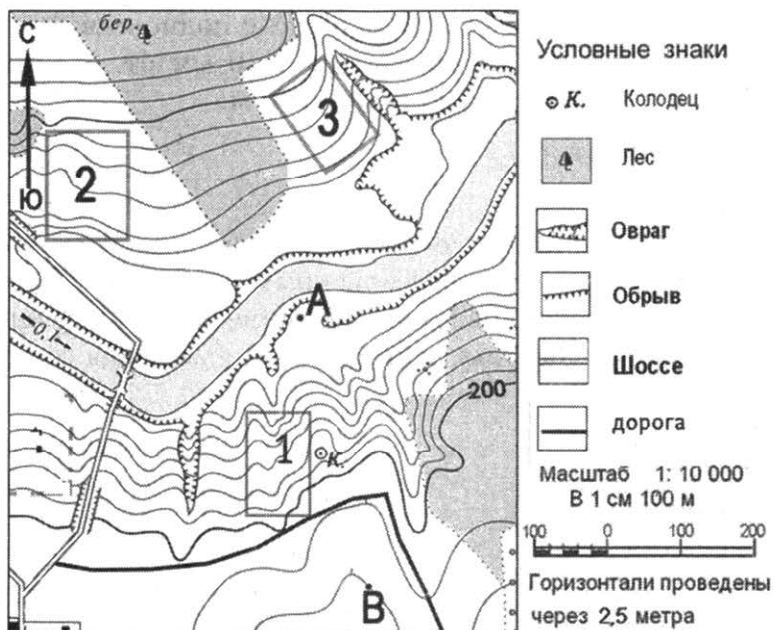 С
бер.
3
2
Ю
А
0.1
200
1
К.
В
Условные знаки
К. Колодец
Лес
Овраг
Обрыв
Шоссе
дорога
Масштаб 1: 10 000
В 1 см 100 м
100 0 100 200
Горизонтали проведены
через 2,5 метра